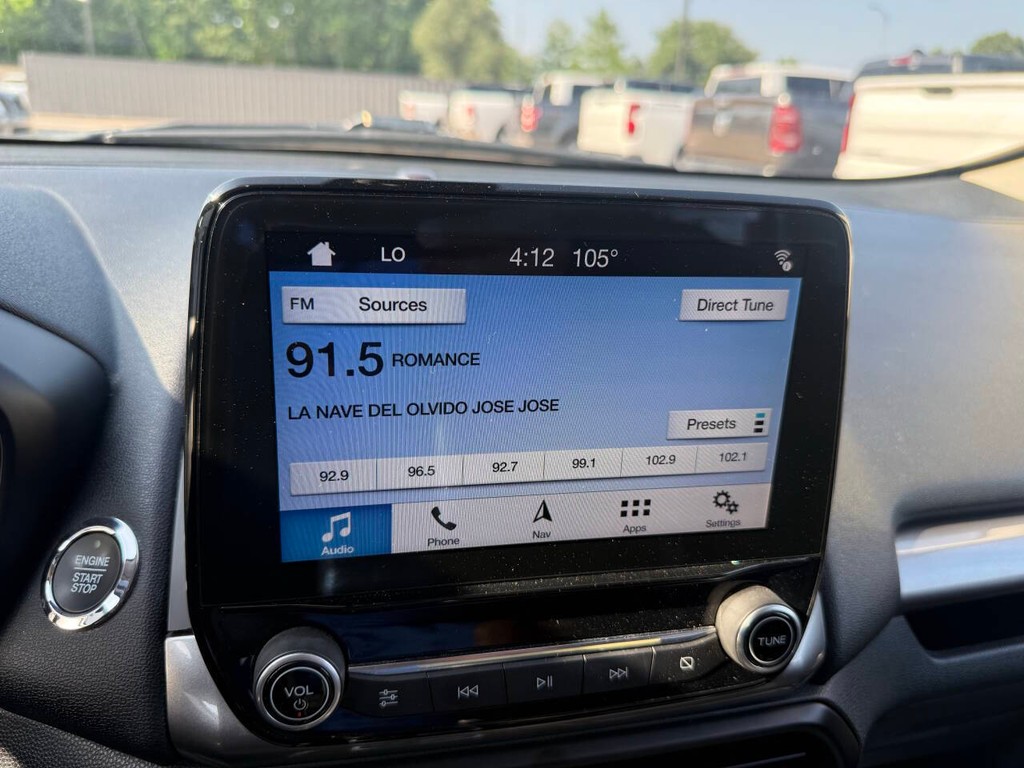 LO 4:12 105°
FM Sources Direct Tune
91.5 ROMANCE
LA NAVE DEL OLVIDO JOSE JOSE
Presets
92.9 96.5 92.7 99.1 102.9 102.1
Audio Phone Nav Apps Settings
ENGINE
START
STOP
VOL
TUNE